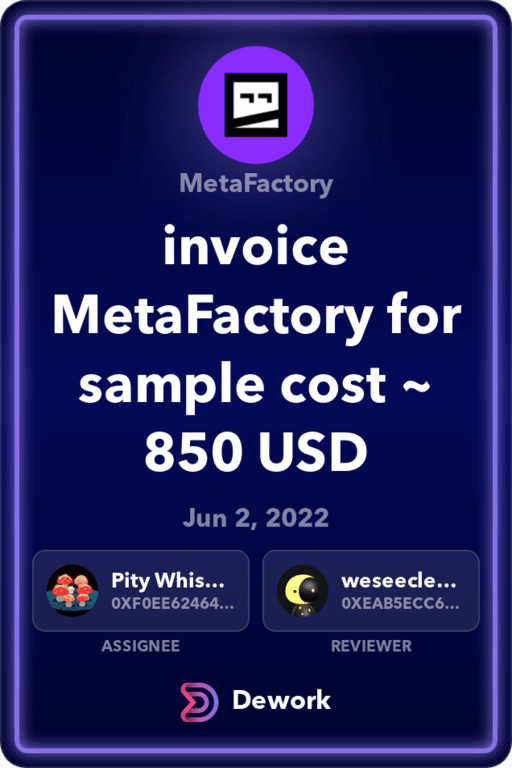 MetaFactory
invoice
MetaFactory for
sample cost ~
850 USD
Jun 2, 2022
Pity Whis...
0XF0EE62464...
ASSIGNEE
weseecle...
0XEAB5ECC6...
REVIEWER
Dework